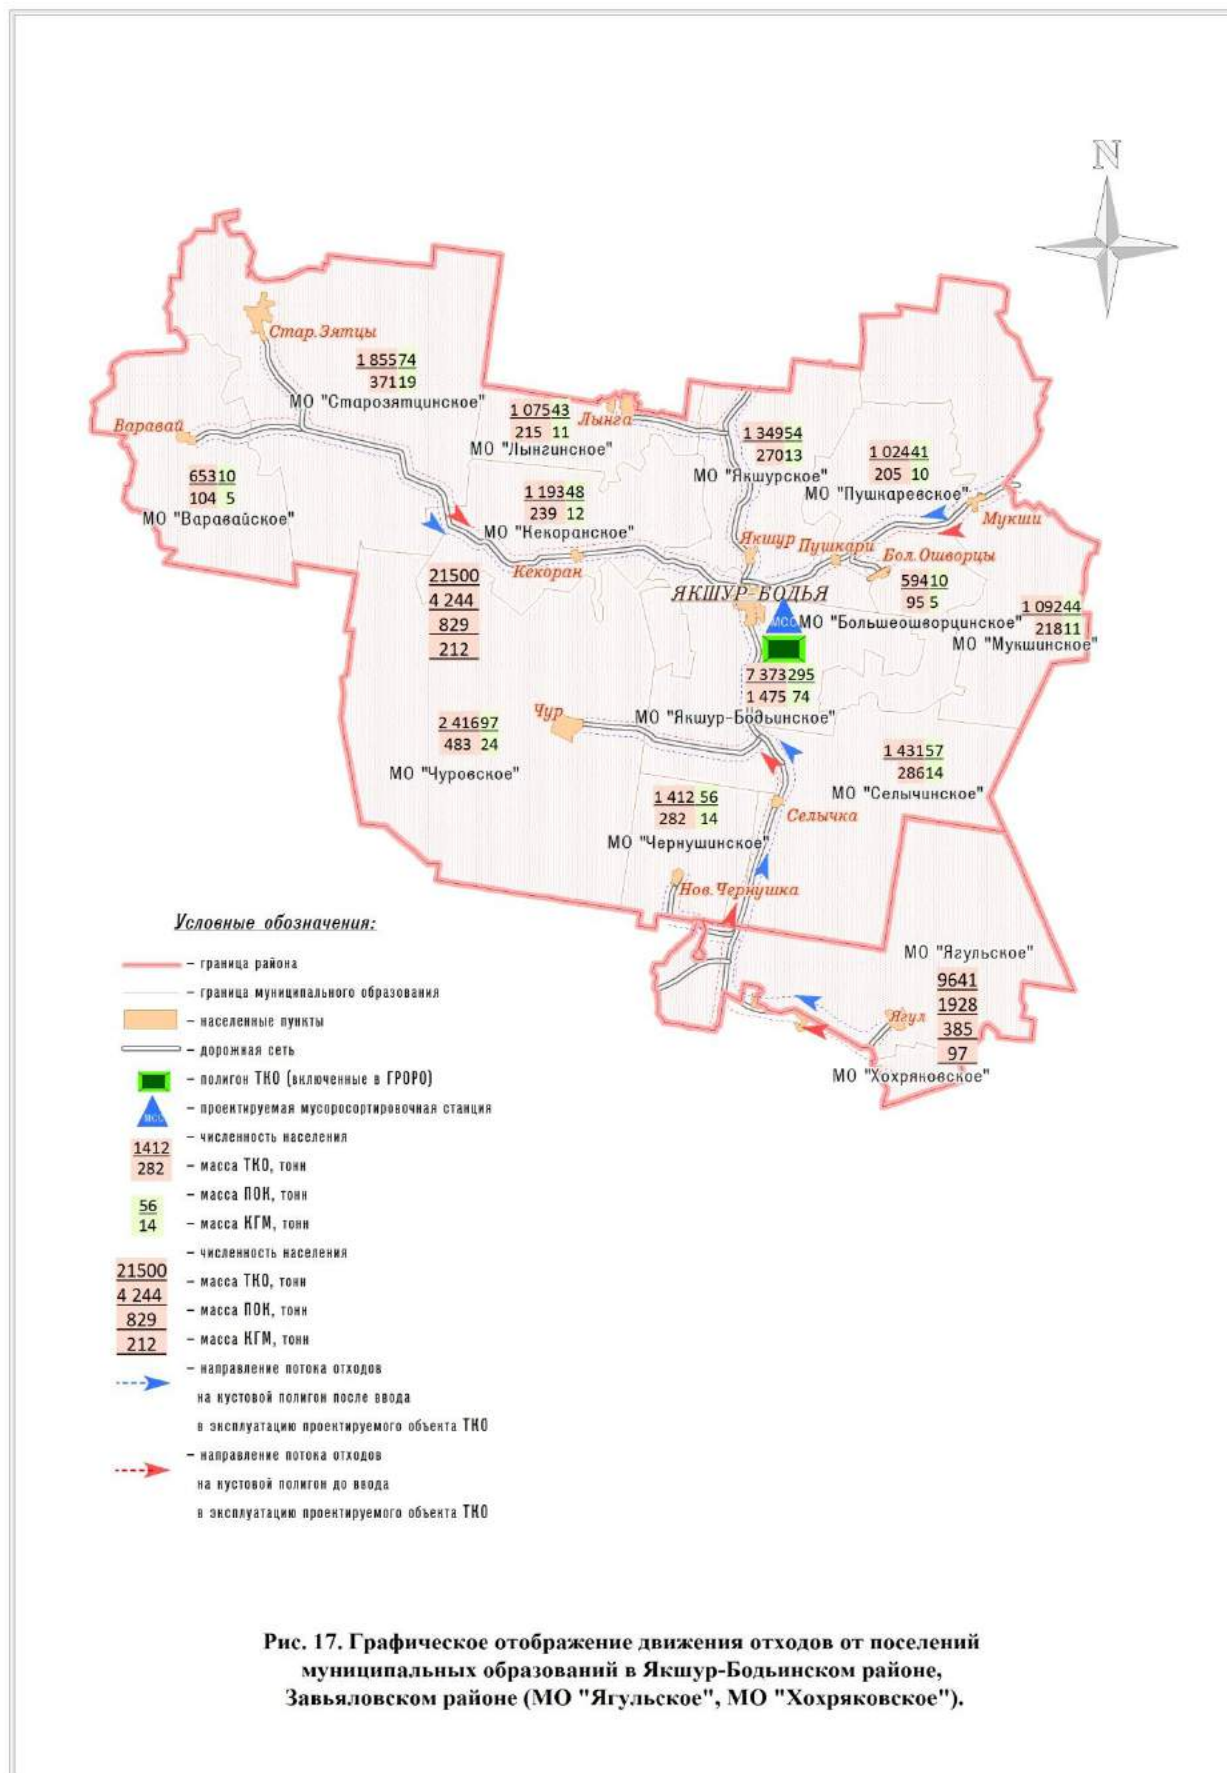 N
Стар.Зятцы
1 855 74
371 19
МО "Старозятцинское"
Варавай
653 10
104 5
МО "Варавайское"
1 075 43
215 11
Лынга
МО "Лынгинское"
1 349 54
270 13
МО "Якшурское"
1 024 41
205 10
МО "Пушкаревское"
Мукши
1 193 48
239 12
МО "Кекоранское"
Кекоран
Якшур
Пушкари
Бол.Ошворцы
594 10
95 5
МО "Большеошворцинское"
1 092 44
218 11
МО "Мукшинское"
21500
4 244
829
212
ЯКШУР-БОДЬЯ
МСС
7 373 295
1 475 74
МО "Якшур-Бодьинское"
Чур
2 416 97
483 24
МО "Чуровское"
1 431 57
286 14
МО "Селычинское"
1 412 56
282 14
МО "Чернушинское"
Селычка
Нов.Чернушка
МО "Ягульское"
9641
1928
385
97
Ягул
МО "Хохряковское"
Условные обозначения:
– граница района
– граница муниципального образования
– населенные пункты
– дорожная сеть
– полигон ТКО (включенные в ГРОРО)
МСС – проектируемая мусоросортировочная станция
1412 – численность населения
282 – масса ТКО, тонн
56 – масса ПОК, тонн
14 – масса КГМ, тонн
21500 – численность населения
4 244 – масса ТКО, тонн
829 – масса ПОК, тонн
212 – масса КГМ, тонн
– направление потока отходов
на кустовой полигон после ввода
в эксплуатацию проектируемого объекта ТКО
– направление потока отходов
на кустовой полигон до ввода
в эксплуатацию проектируемого объекта ТКО
Рис. 17. Графическое отображение движения отходов от поселений
муниципальных образований в Якшур-Бодьинском районе,
Завьяловском районе (МО "Ягульское", МО "Хохряковское").